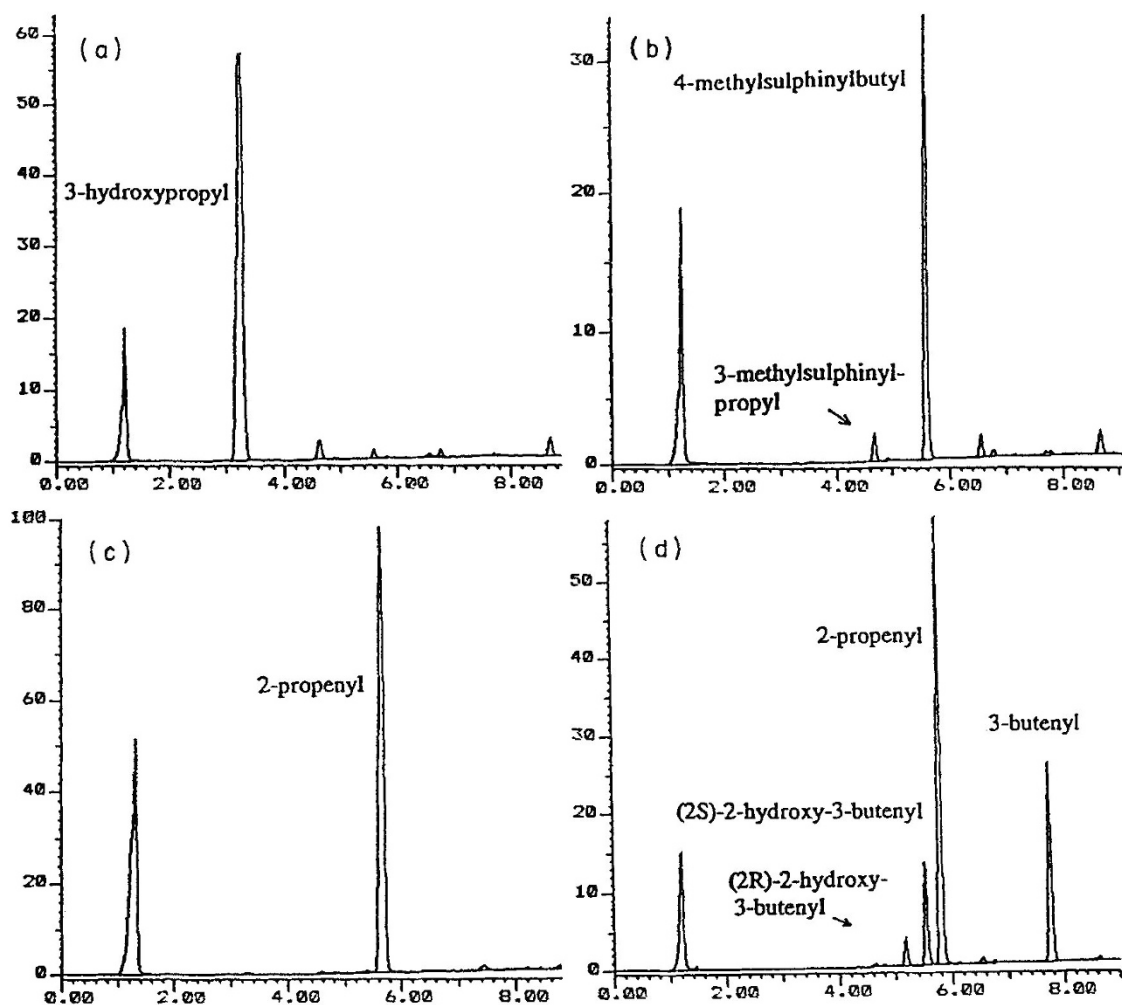 (a)
60
50
40
30
20
10
0
3-hydroxypropyl
0.00 2.00 4.00 6.00 8.00
(b)
30
20
10
0
4-methylsulphinylbutyl
3-methylsulphinyl-
propyl
0.00 2.00 4.00 6.00 8.00
(c)
100
80
60
40
20
0
2-propenyl
0.00 2.00 4.00 6.00 8.00
(d)
50
40
30
20
10
0
2-propenyl
3-butenyl
(2S)-2-hydroxy-3-butenyl
(2R)-2-hydroxy-
3-butenyl
0.00 2.00 4.00 6.00 8.00